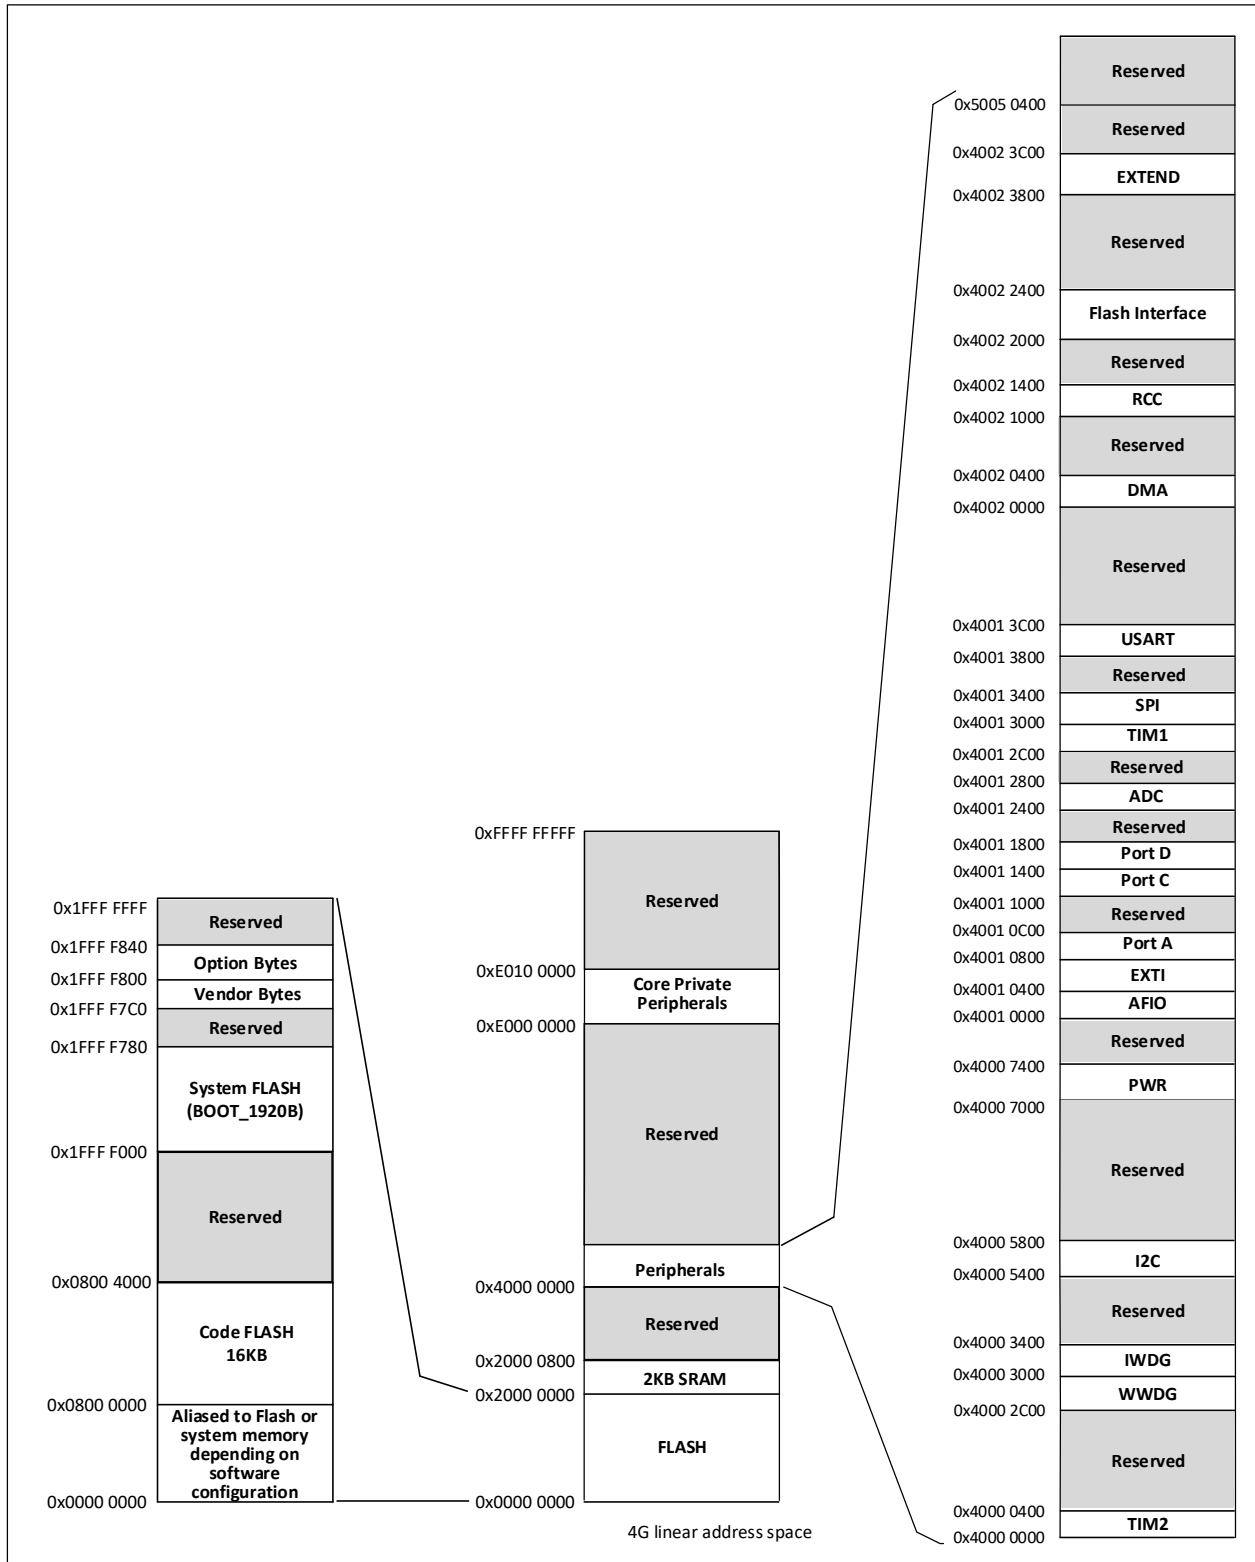 Reserved
0x5005 0400
Reserved
0x4002 3C00
EXTEND
0x4002 3800
Reserved
0x4002 2400
Flash Interface
0x4002 2000
Reserved
0x4002 1400
RCC
0x4002 1000
Reserved
0x4002 0400
DMA
0x4002 0000
Reserved
0x4001 3C00
USART
0x4001 3800
Reserved
0x4001 3400
SPI
0x4001 3000
TIM1
0x4001 2C00
Reserved
0x4001 2800
ADC
0x4001 2400
Reserved
0x4001 1800
Port D
0x4001 1400
Port C
0x4001 1000
Reserved
0x4001 0C00
Port A
0x4001 0800
EXTI
0x4001 0400
AFIO
0x4001 0000
Reserved
0x4000 7400
PWR
0x4000 7000
Reserved
0x4000 5800
I2C
0x4000 5400
Reserved
0x4000 3400
IWDG
0x4000 3000
WWDG
0x4000 2C00
Reserved
0x4000 0400
TIM2
0x4000 0000
0xFFFF FFFFF
Reserved
0xE010 0000
Core Private
Peripherals
0xE000 0000
Reserved
Peripherals
0x4000 0000
Reserved
0x2000 0800
2KB SRAM
0x2000 0000
FLASH
0x0000 0000
4G linear address space
0x1FFF FFFF
Reserved
0x1FFF F840
Option Bytes
0x1FFF F800
Vendor Bytes
0x1FFF F7C0
Reserved
0x1FFF F780
System FLASH
(BOOT_1920B)
0x1FFF F000
Reserved
0x0800 4000
Code FLASH
16KB
0x0800 0000
Aliased to Flash or
system memory
depending on
software
configuration
0x0000 0000